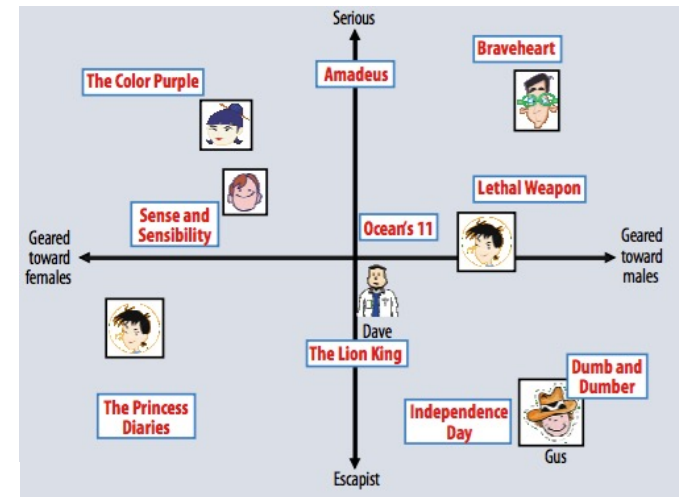 Serious
Braveheart
Amadeus
The Color Purple
Lethal Weapon
Sense and
Sensibility
Ocean's 11
Geared
toward
females
Geared
toward
males
Dave
The Lion King
Dumb and
Dumber
The Princess
Diaries
Independence
Day
Gus
Escapist